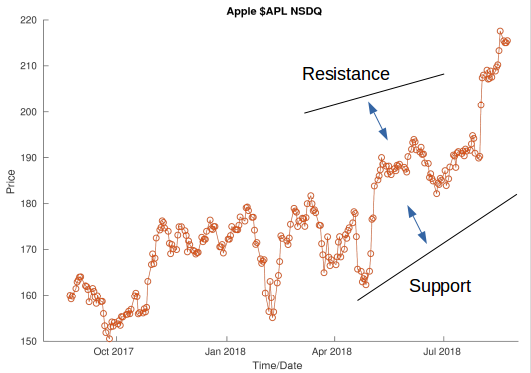 Apple $APL NSDQ
220
210
200
190
180
170
160
150
Price
Resistance
Support
Oct 2017
Jan 2018
Apr 2018
Jul 2018
Time/Date